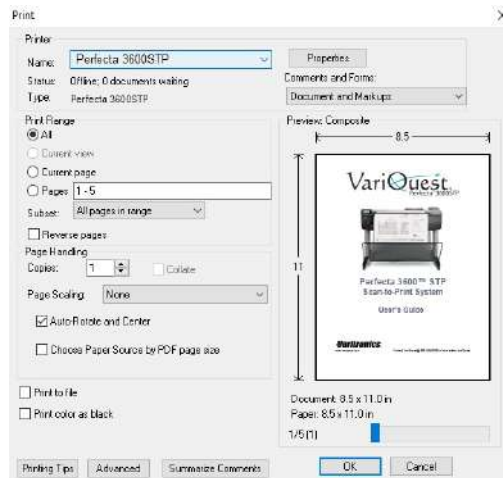 Print
Printer
Name: Perfecta 3600STP
Properties
Status: Offline; 0 documents waiting
Type: Perfecta 3600STP
Comments and Forms:
Document and Markups
Print Range
All
Current view
Current page
Pages 1 - 5
Subset: All pages in range
Reverse pages
Page Handling
Copies: 1
Collate
Page Scaling: None
Auto-Rotate and Center
Choose Paper Source by PDF page size
Print to file
Print color as black
Preview: Composite
8.5
11
VariQuest
Perfecta 3600STP
Perfecta 3600™ STP
Scan-to-Print System
User's Guide
Varitronics
Document: 8.5 x 11.0 in
Paper: 8.5 x 11.0 in
1/5 (1)
Printing Tips
Advanced
Summarize Comments
OK
Cancel